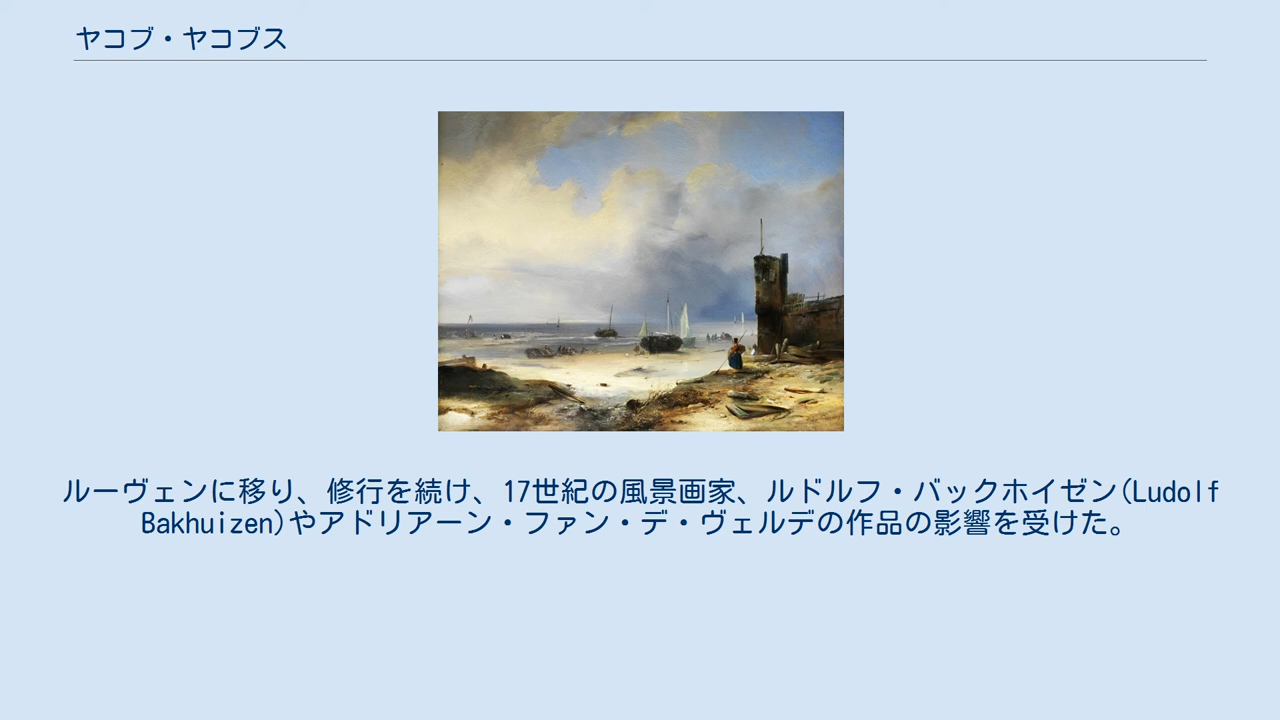 ヤコブ・ヤコブス
ルーヴェンに移り、修行を続け、17世紀の風景画家、ルドルフ・バックホイゼン(Ludolf
Bakhuizen)やアドリアーン・ファン・デ・ヴェルデの作品の影響を受けた。